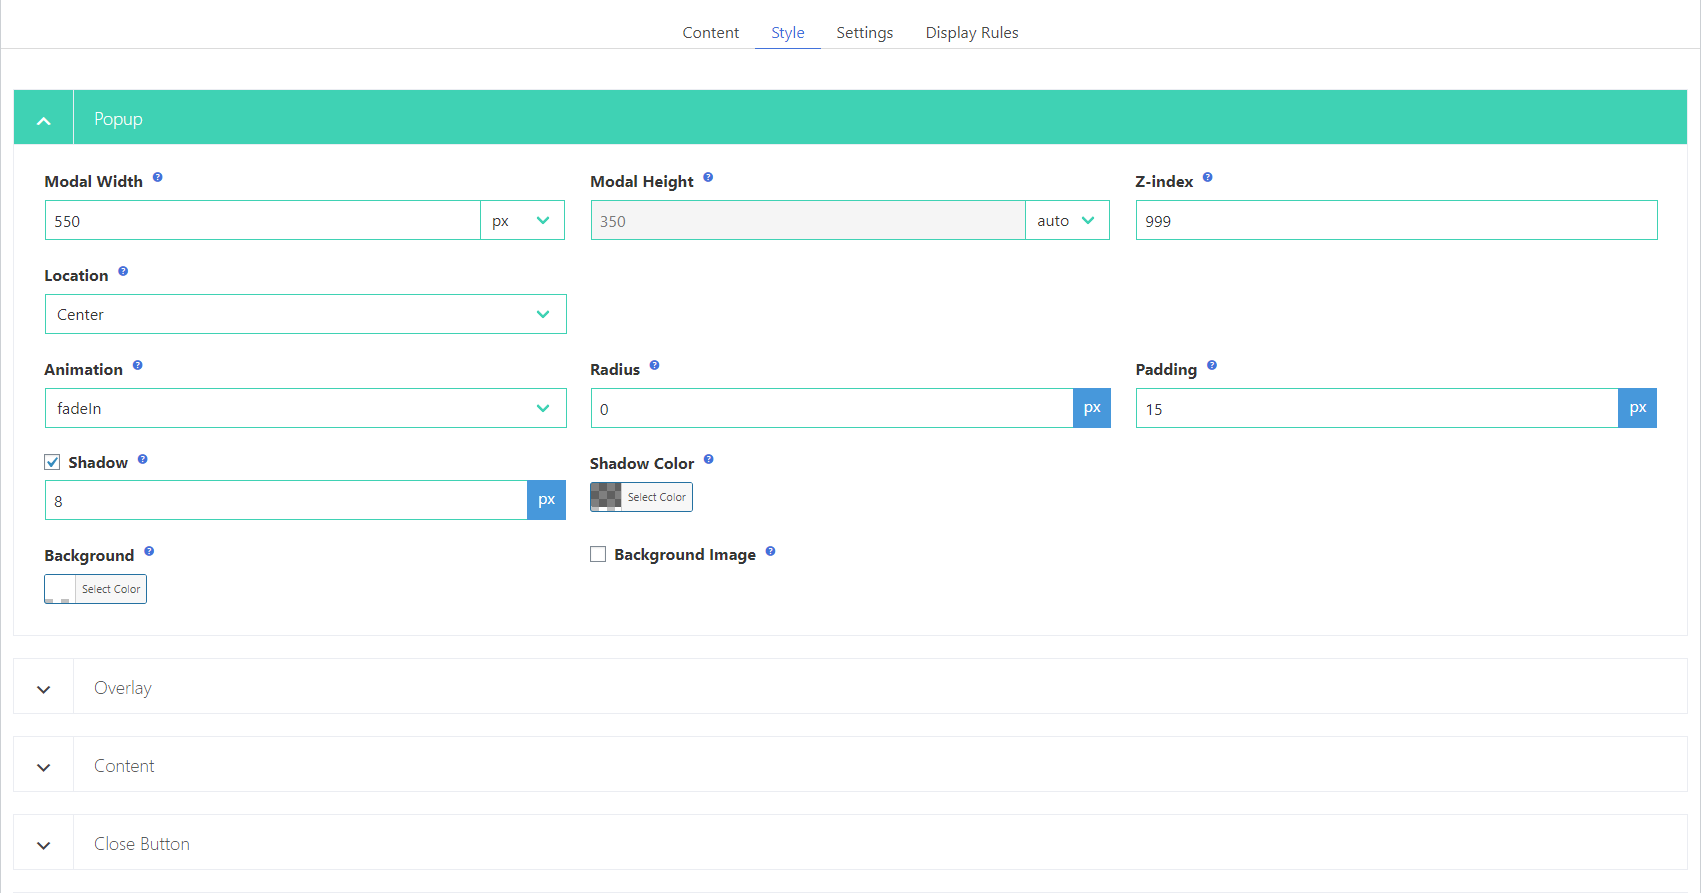 Content Style Settings Display Rules
Popup
Modal Width ? Modal Height ? Z-index ?
550 px 350 auto 999
Location ?
Center
Animation ? Radius ? Padding ?
fadeIn 0 px 15 px
Shadow ? Shadow Color ?
8 px Select Color
Background ? Background Image ?
Select Color
Overlay
Content
Close Button